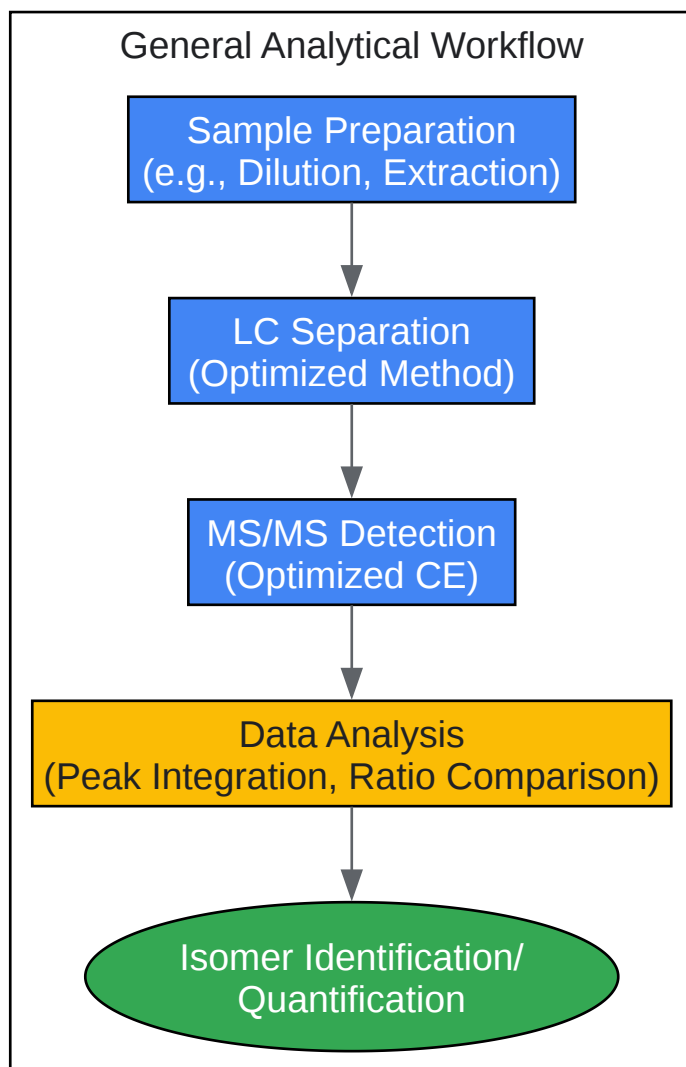 General Analytical Workflow
Sample Preparation
(e.g., Dilution, Extraction)
LC Separation
(Optimized Method)
MS/MS Detection
(Optimized CE)
Data Analysis
(Peak Integration, Ratio Comparison)
Isomer Identification/
Quantification